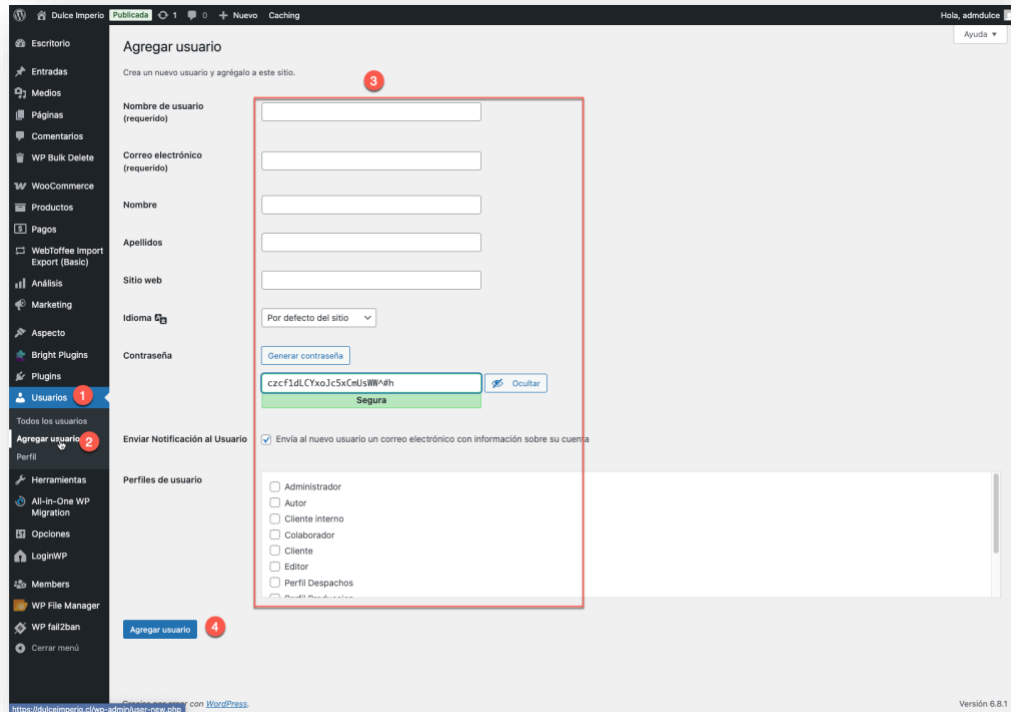 Dulce Imperio Publicada 1 0 + Nuevo Caching Hola, admdulce
Ayuda ▼
Escritorio
Entradas
Medios
Páginas
Comentarios
WP Bulk Delete
WooCommerce
Productos
Pagos
WebToffee Import
Export (Basic)
Análisis
Marketing
Aspecto
Bright Plugins
Plugins
Usuarios 1
Todos los usuarios
Agregar usuario 2
Perfil
Herramientas
All-in-One WP
Migration
Opciones
LoginWP
Members
WP File Manager
WP fail2ban
Cerrar menú
https://dulceimperio.cl/wp-admin/user-new.php
Agregar usuario
Crea un nuevo usuario y agrégalo a este sitio.
3
Nombre de usuario
(requerido)
Correo electrónico
(requerido)
Nombre
Apellidos
Sitio web
Idioma
Por defecto del sitio
Contraseña
Generar contraseña
czcf1dLCYxoJcSxCmUsWW^#h
Ocultar
Segura
Enviar Notificación al Usuario
Envía al nuevo usuario un correo electrónico con información sobre su cuenta
Perfiles de usuario
Administrador
Autor
Cliente interno
Colaborador
Cliente
Editor
Perfil Despachos
Perfil Produccion
Agregar usuario 4
Gracias por crear con WordPress.
Versión 6.8.1